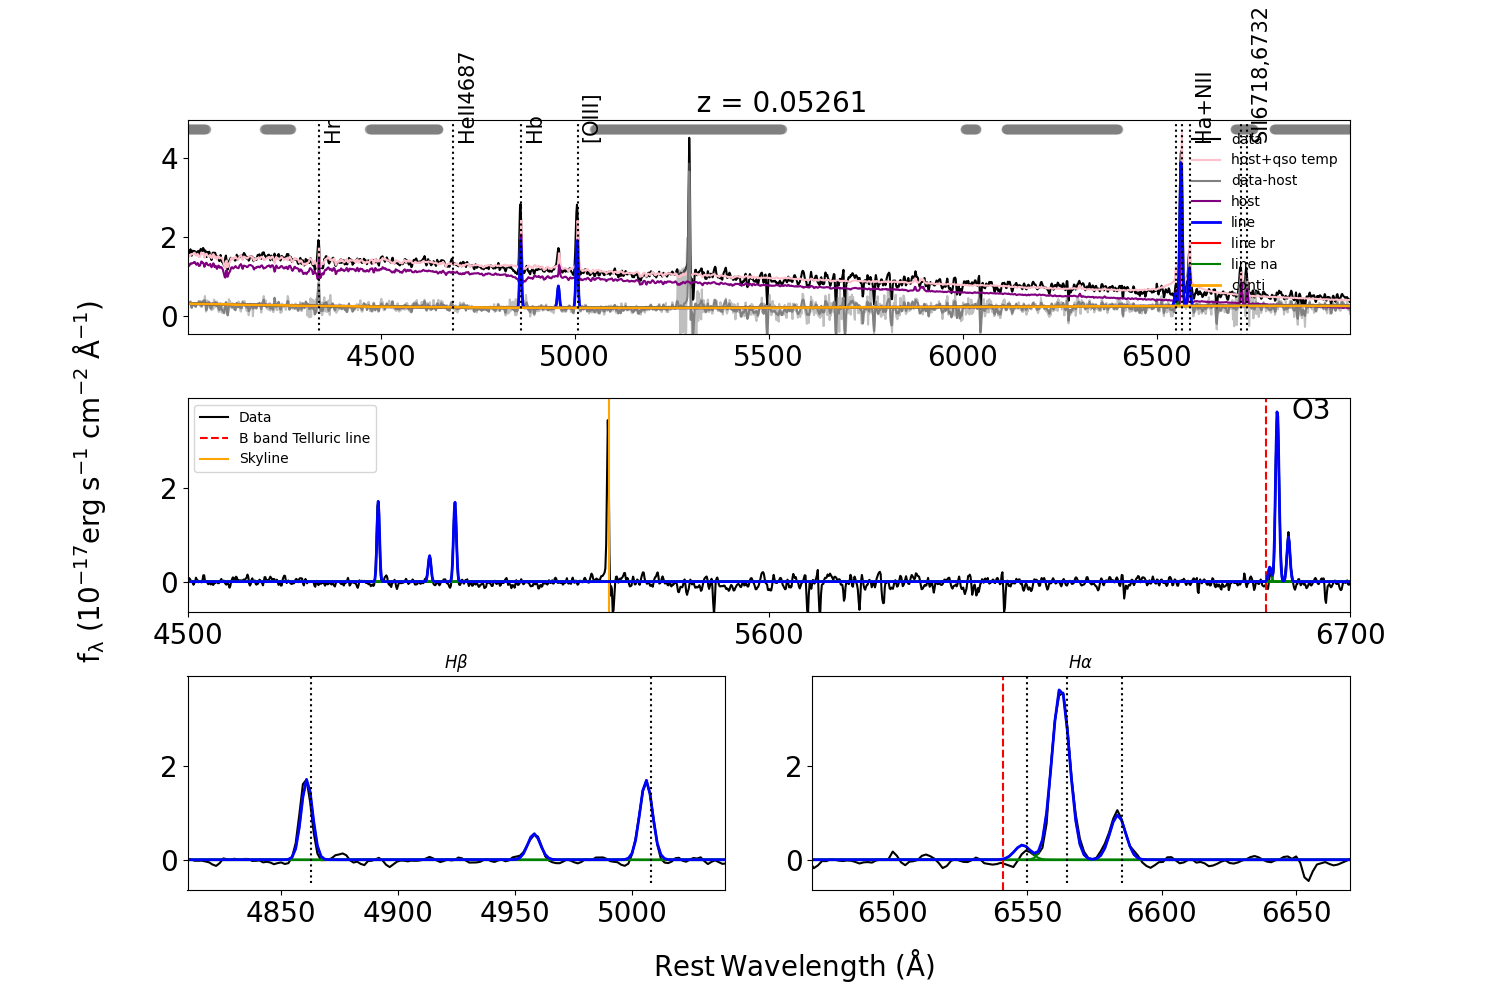 z = 0.05261
Hr
HeII4687
Hb
[OIII]
Ha+NII
SII6718,6732
data
host+qso temp
data-host
host
line
line br
line na
conti
4
2
0
4500
5000
5500
6000
6500
fλ (10⁻¹⁷erg s⁻¹ cm⁻² Å⁻¹)
Data
B band Telluric line
Skyline
O3
2
0
4500
5600
6700
Hβ
2
0
4850
4900
4950
5000
Hα
2
0
6500
6550
6600
6650
Rest Wavelength (Å)